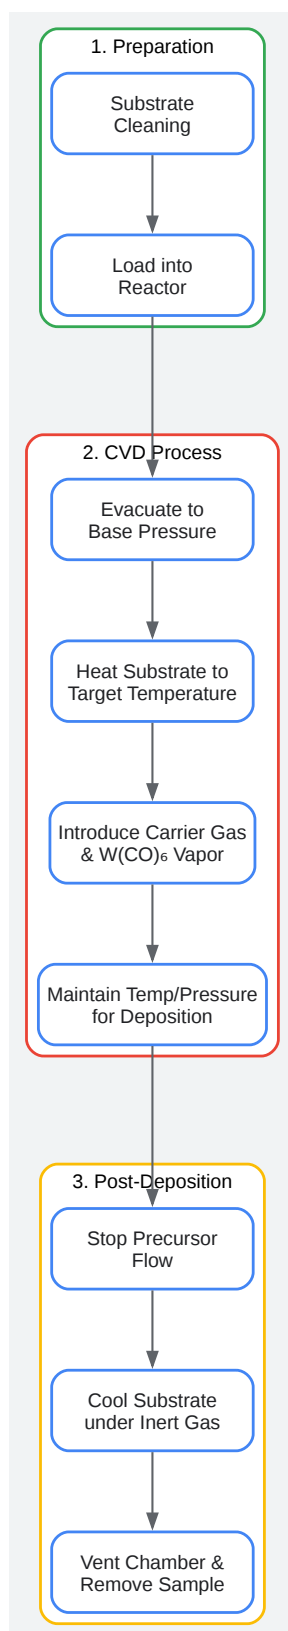 1. Preparation
Substrate
Cleaning
Load into
Reactor
2. CVD Process
Evacuate to
Base Pressure
Heat Substrate to
Target Temperature
Introduce Carrier Gas
& W(CO)₆ Vapor
Maintain Temp/Pressure
for Deposition
3. Post-Deposition
Stop Precursor
Flow
Cool Substrate
under Inert Gas
Vent Chamber &
Remove Sample